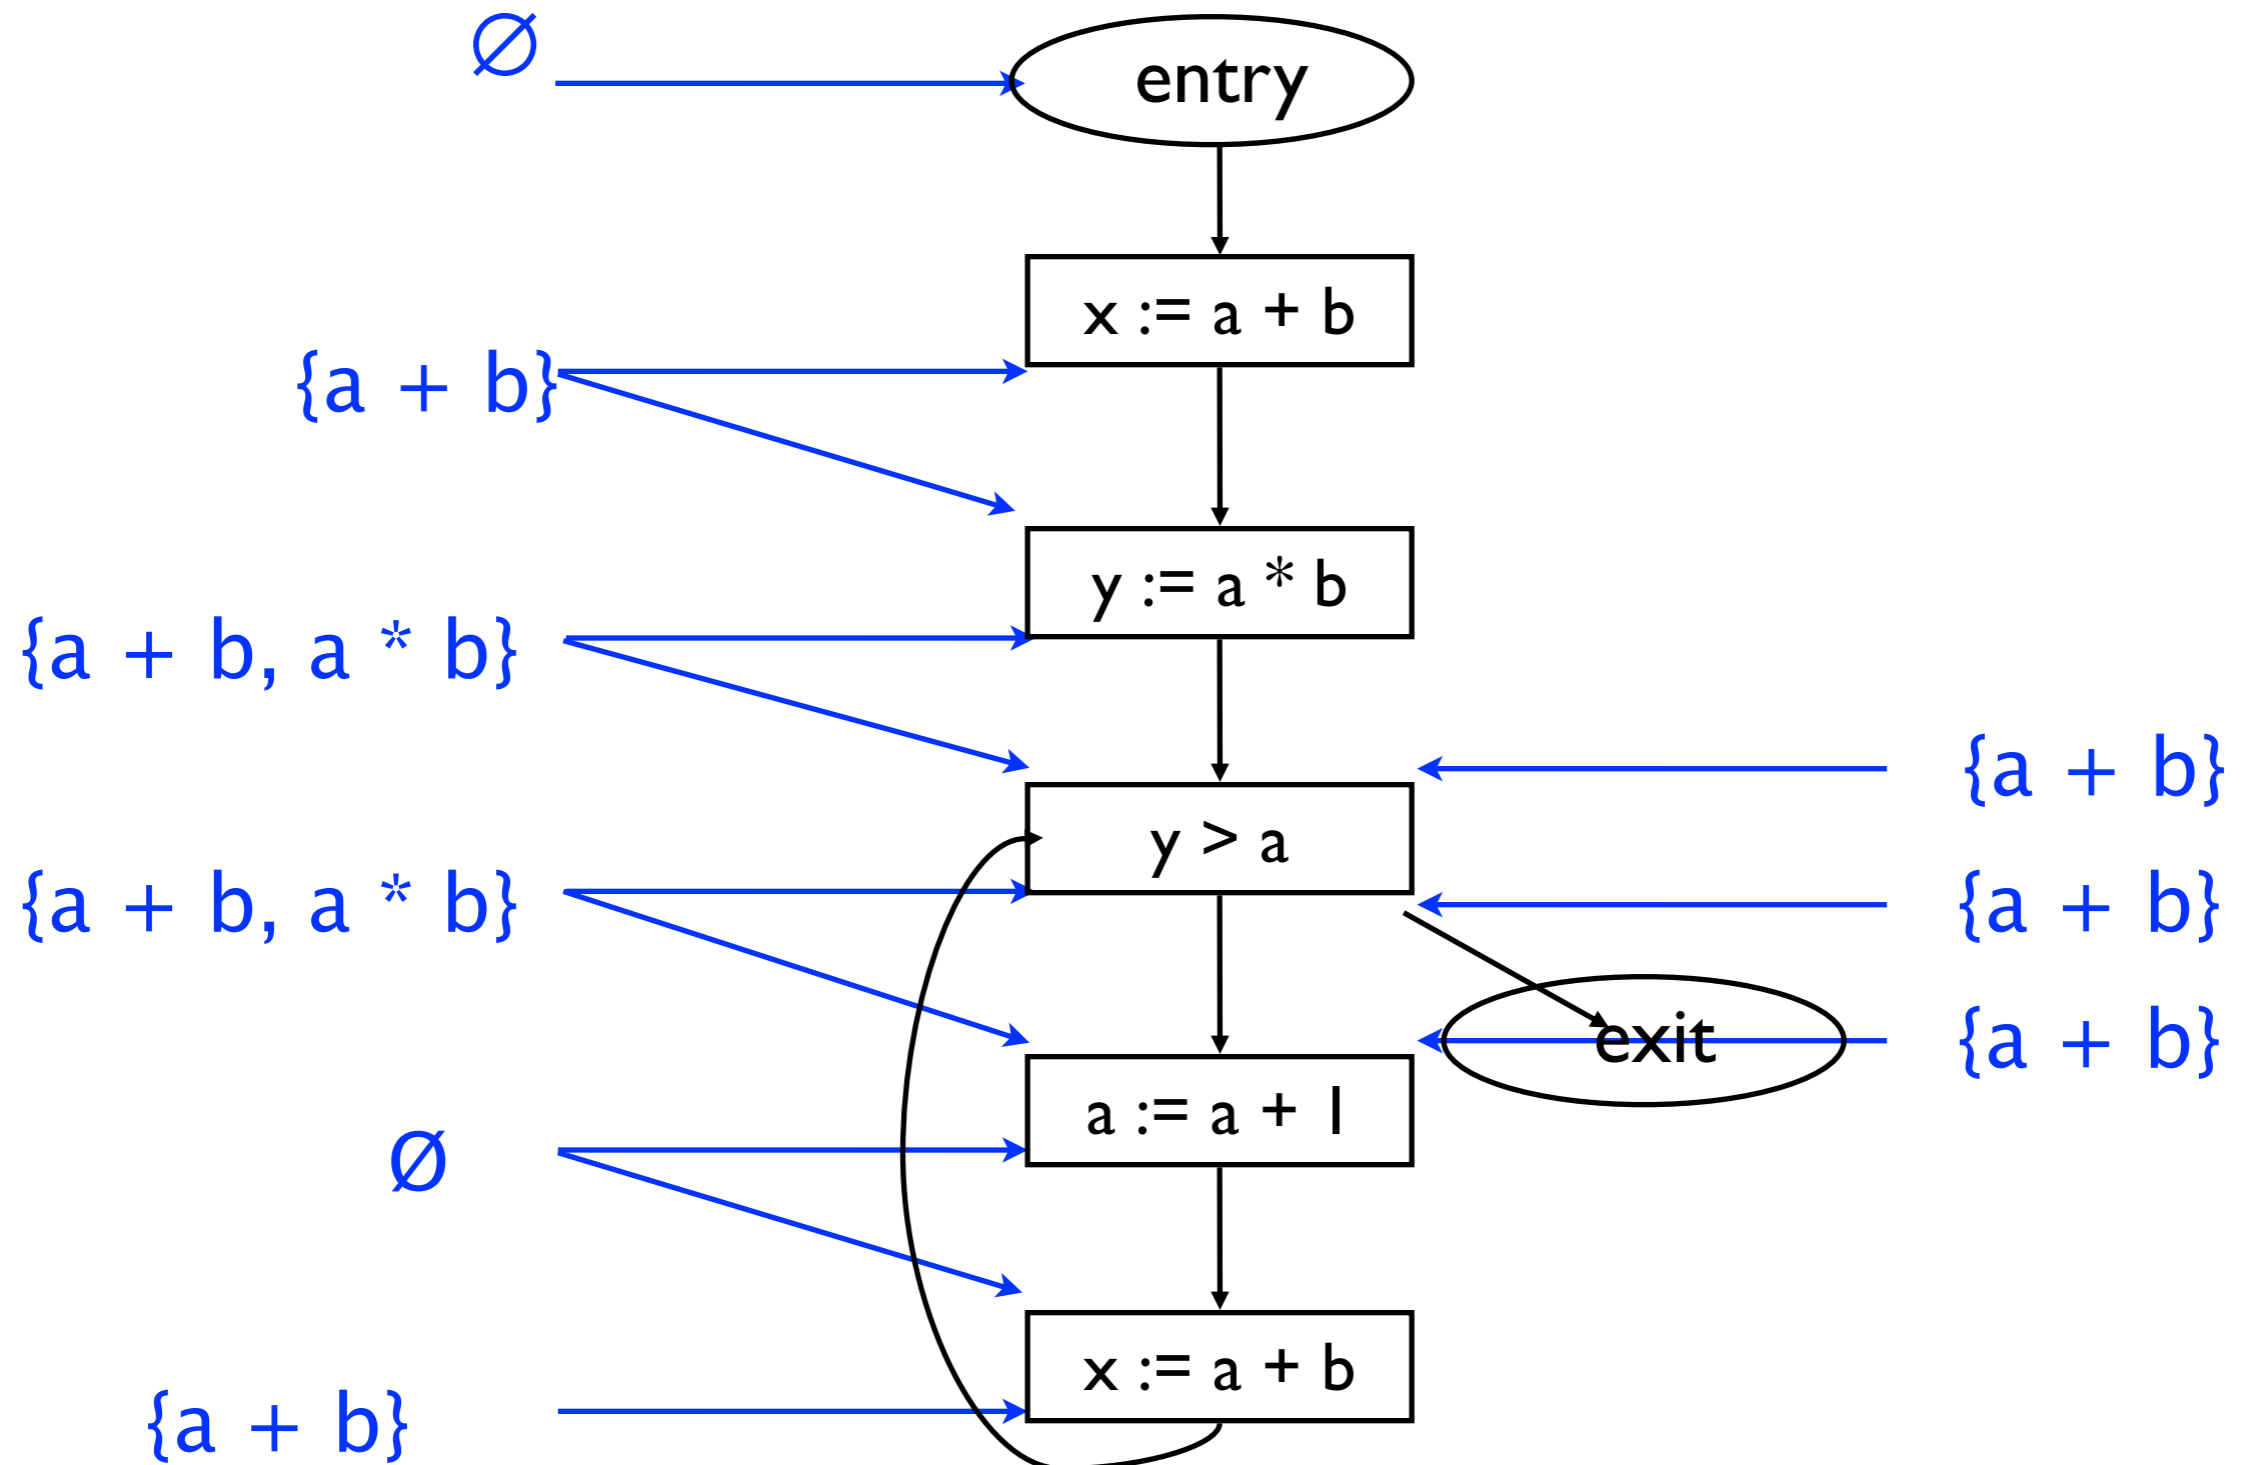 ∅
entry
x := a + b
{a + b}
y := a * b
{a + b, a * b}
{a + b}
y > a
{a + b, a * b}
{a + b}
exit
{a + b}
a := a + 1
Ø
x := a + b
{a + b}